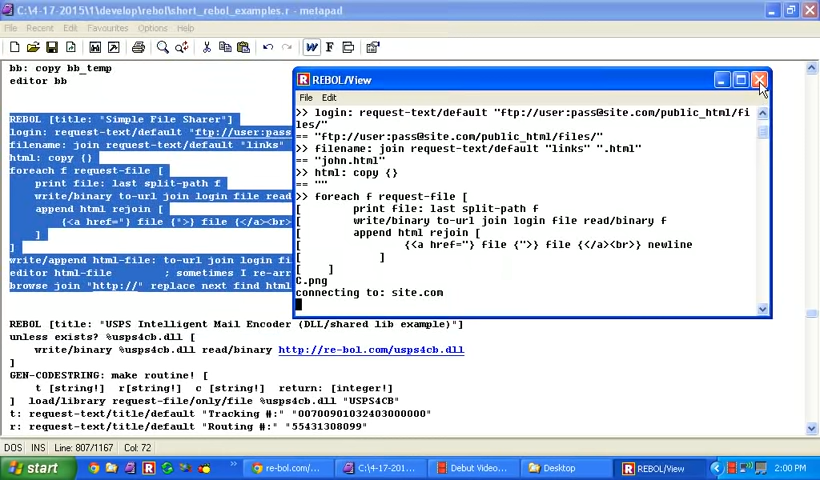 C:\4-17-2015\1\develop\rebol\short_rebol_examples.r - metapad
File Recent Edit Favourites Options Help
bb: copy bb_temp
editor bb
REBOL [title: "Simple File Sharer"]
login: request-text/default "ftp://user:pass
filename: join request-text/default "links"
html: copy {}
foreach f request-file [
print file: last split-path f
write/binary to-url join login file read
append html rejoin [
{<a href="} file {">} file {</a><br>
]
]
write/append html-file: to-url join login fi
editor html-file ; sometimes I re-arr
browse join "http://" replace next find html
REBOL [title: "USPS Intelligent Mail Encoder (DLL/shared lib example)"]
unless exists? %usps4cb.dll [
write/binary %usps4cb.dll read/binary http://re-bol.com/usps4cb.dll
]
GEN-CODESTRING: make routine! [
t [string!] r[string!] c [string!] return: [integer!]
] load/library request-file/only/file %usps4cb.dll "USPS4CB"
t: request-text/title/default "Tracking #:" "00700901032403000000"
r: request-text/title/default "Routing #:" "55431308099"
REBOL/View
File Edit
>> login: request-text/default "ftp://user:pass@site.com/public_html/fi
les/"
== "ftp://user:pass@site.com/public_html/files/"
>> filename: join request-text/default "links" ".html"
== "john.html"
>> html: copy {}
== ""
>> foreach f request-file [
[ print file: last split-path f
[ write/binary to-url join login file read/binary f
[ append html rejoin [
[ {<a href="} file {">} file {</a><br>} newline
[ ]
[ ]
C.png
connecting to: site.com
DOS INS Line: 807/1167 Col: 72
start re-bol.com/... C:\4-17-201... Debut Video... Desktop REBOL/View 2:00 PM